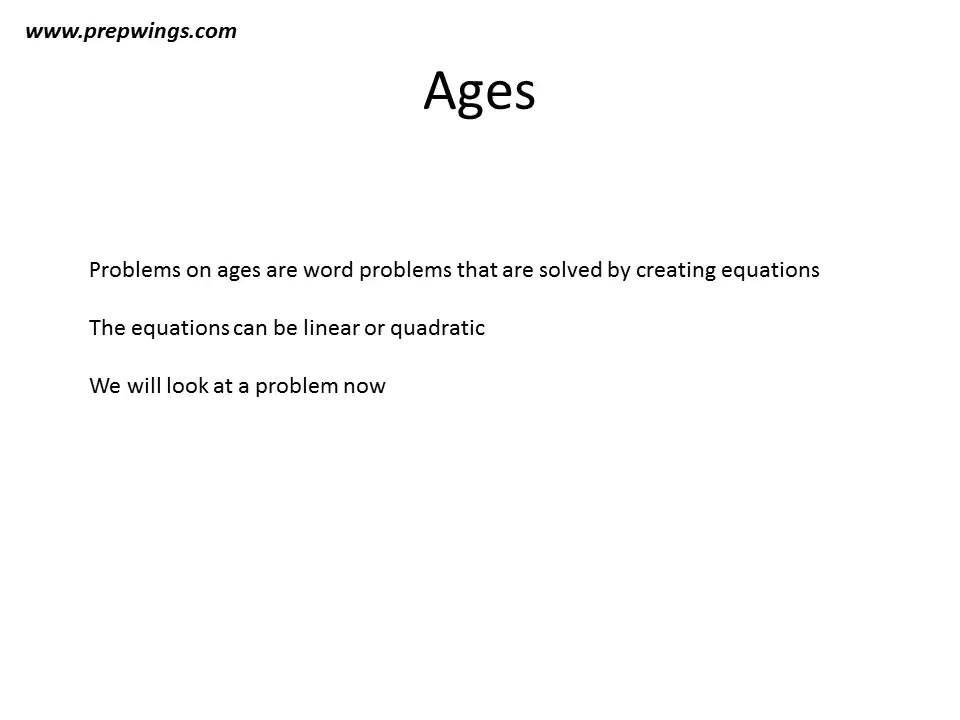 www.prepwings.com
Ages
Problems on ages are word problems that are solved by creating equations
The equations can be linear or quadratic
We will look at a problem now